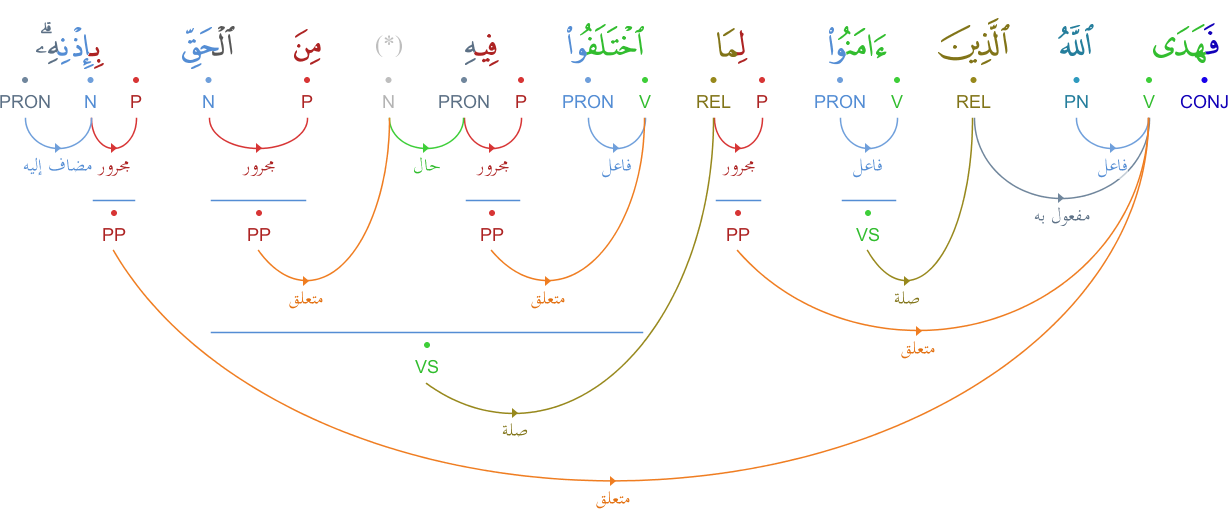 فَهَدَى ٱللَّهُ ٱلَّذِينَ ءَامَنُوا۟ لِمَا ٱخْتَلَفُوا۟ فِيهِ (*) مِنَ ٱلْحَقِّ بِإِذْنِهِۦ ۗ
CONJ V PN REL V PRON P REL V PRON P PRON N P N P N PRON
فاعل فاعل مجرور فاعل مجرور حال مجرور مجرور مضاف إليه
مفعول به
VS PP PP PP PP
صلة متعلق متعلق
متعلق
VS
صلة
متعلق